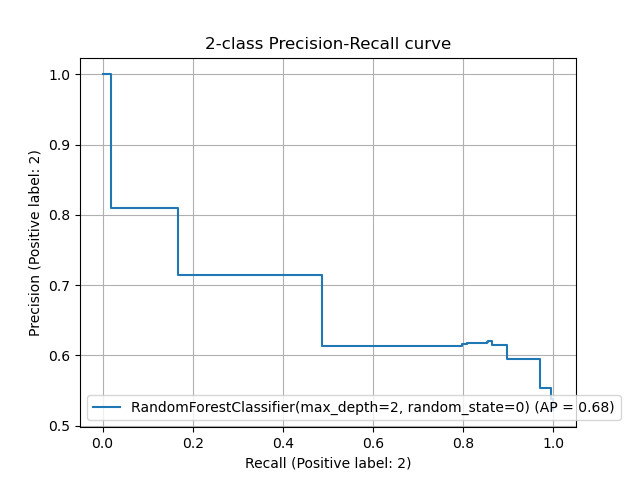 2-class Precision-Recall curve
Precision (Positive label: 2)
1.0
0.9
0.8
0.7
0.6
0.5
RandomForestClassifier(max_depth=2, random_state=0) (AP = 0.68)
0.0 0.2 0.4 0.6 0.8 1.0
Recall (Positive label: 2)